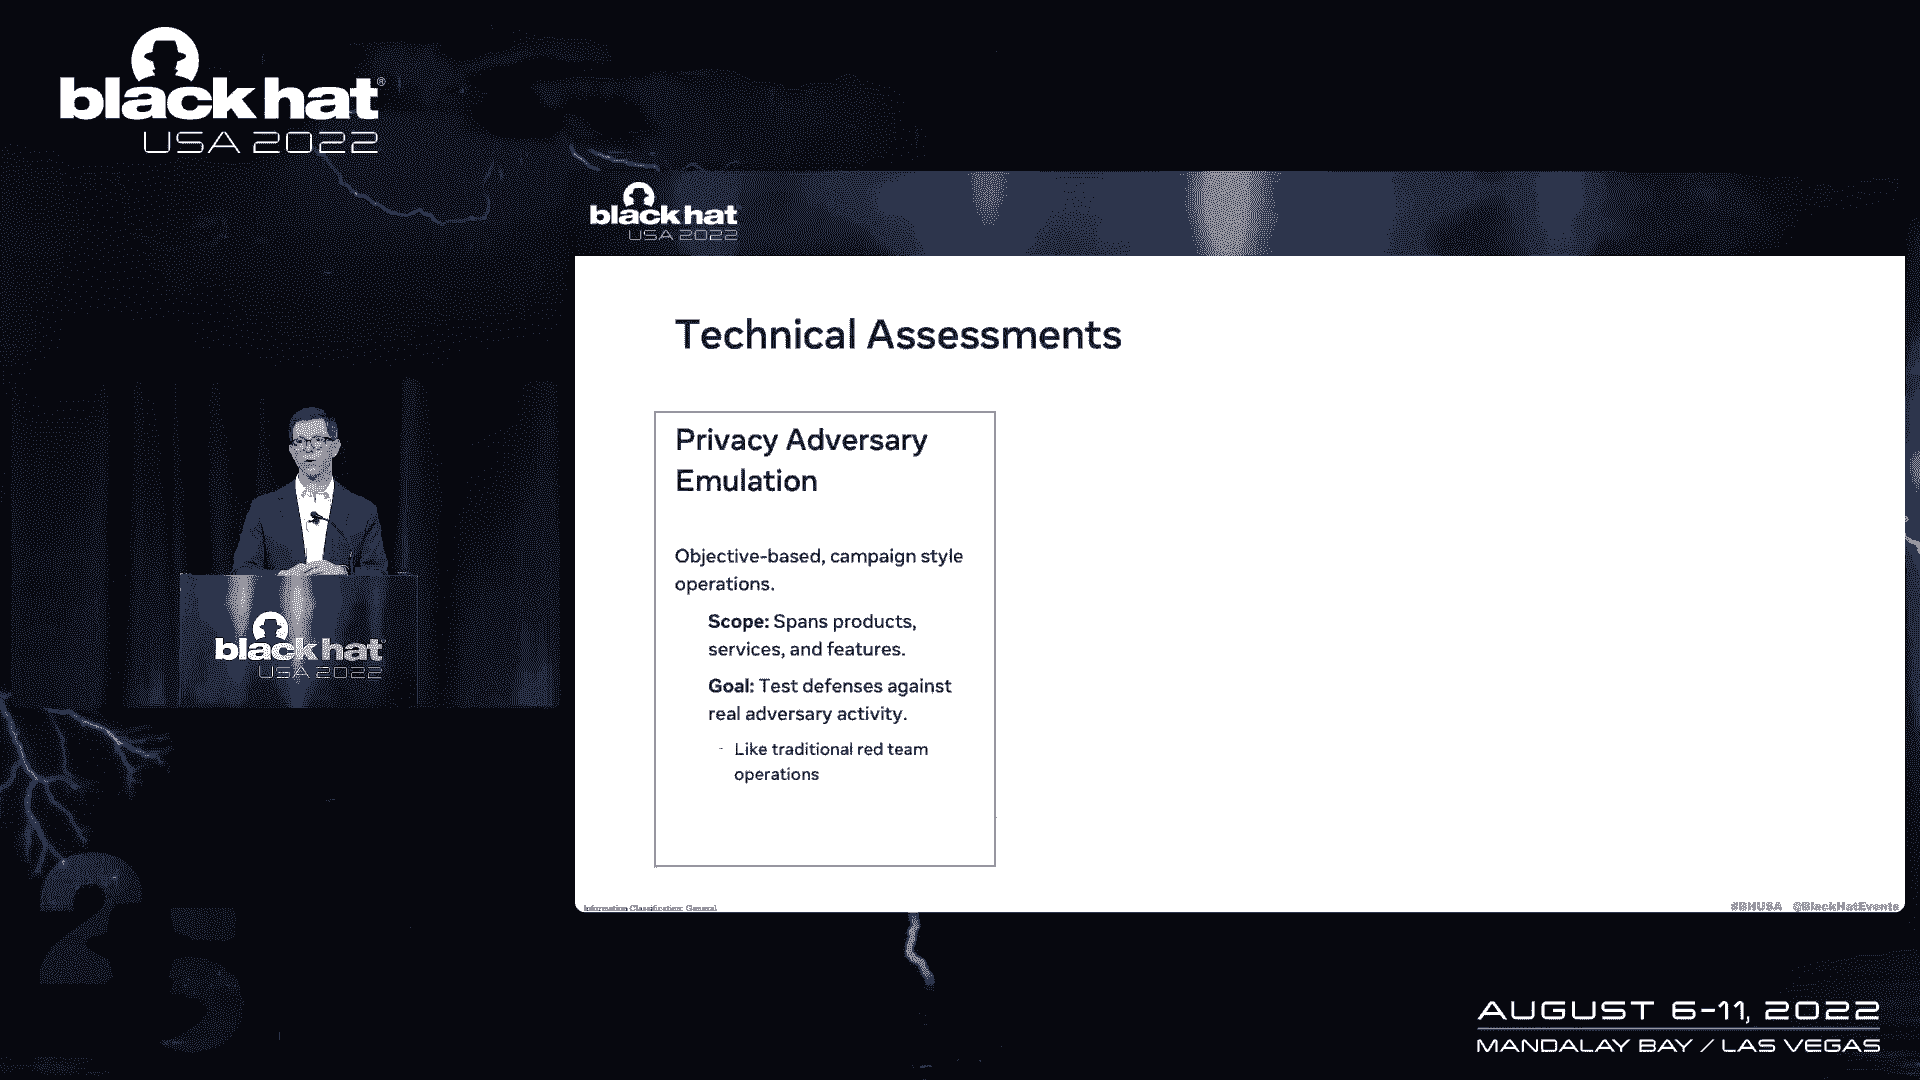 black hat®
USA 2022
black hat
USA 2022
Technical Assessments
Privacy Adversary
Emulation
Objective-based, campaign style
operations.
Scope: Spans products,
services, and features.
Goal: Test defenses against
real adversary activity.
- Like traditional red team
operations
Information Classification: General
#BHUSA @BlackHatEvents
black hat
USA 2022
25
AUGUST 6-11, 2022
MANDALAY BAY / LAS VEGAS